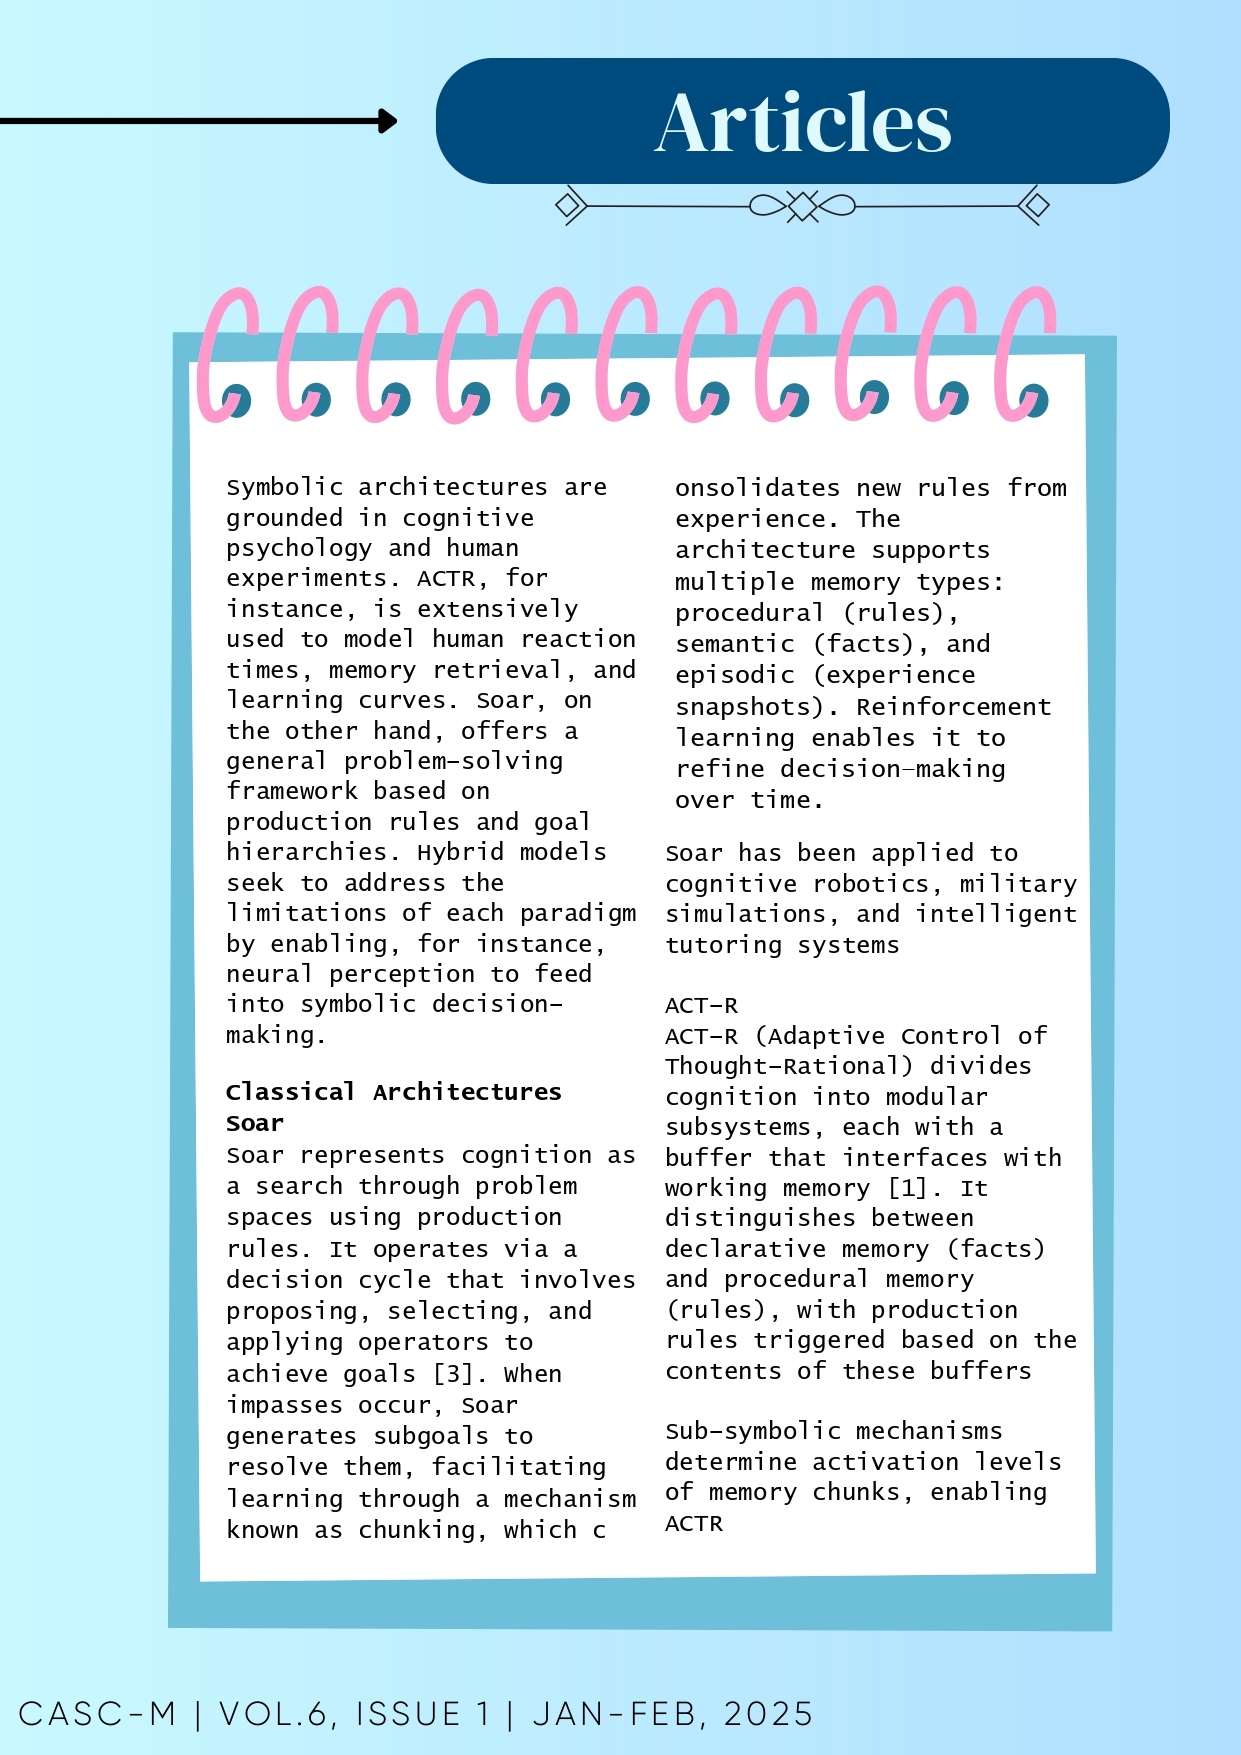 Articles
Symbolic architectures are
grounded in cognitive
psychology and human
experiments. ACTR, for
instance, is extensively
used to model human reaction
times, memory retrieval, and
learning curves. Soar, on
the other hand, offers a
general problem-solving
framework based on
production rules and goal
hierarchies. Hybrid models
seek to address the
limitations of each paradigm
by enabling, for instance,
neural perception to feed
into symbolic decision-
making.
Classical Architectures
Soar
Soar represents cognition as
a search through problem
spaces using production
rules. It operates via a
decision cycle that involves
proposing, selecting, and
applying operators to
achieve goals [3]. When
impasses occur, Soar
generates subgoals to
resolve them, facilitating
learning through a mechanism
known as chunking, which c
onsolidates new rules from
experience. The
architecture supports
multiple memory types:
procedural (rules),
semantic (facts), and
episodic (experience
snapshots). Reinforcement
learning enables it to
refine decision-making
over time.
Soar has been applied to
cognitive robotics, military
simulations, and intelligent
tutoring systems
ACT-R
ACT-R (Adaptive Control of
Thought-Rational) divides
cognition into modular
subsystems, each with a
buffer that interfaces with
working memory [1]. It
distinguishes between
declarative memory (facts)
and procedural memory
(rules), with production
rules triggered based on the
contents of these buffers
Sub-symbolic mechanisms
determine activation levels
of memory chunks, enabling
ACTR
CASC-M | VOL.6, ISSUE 1 | JAN-FEB, 2025